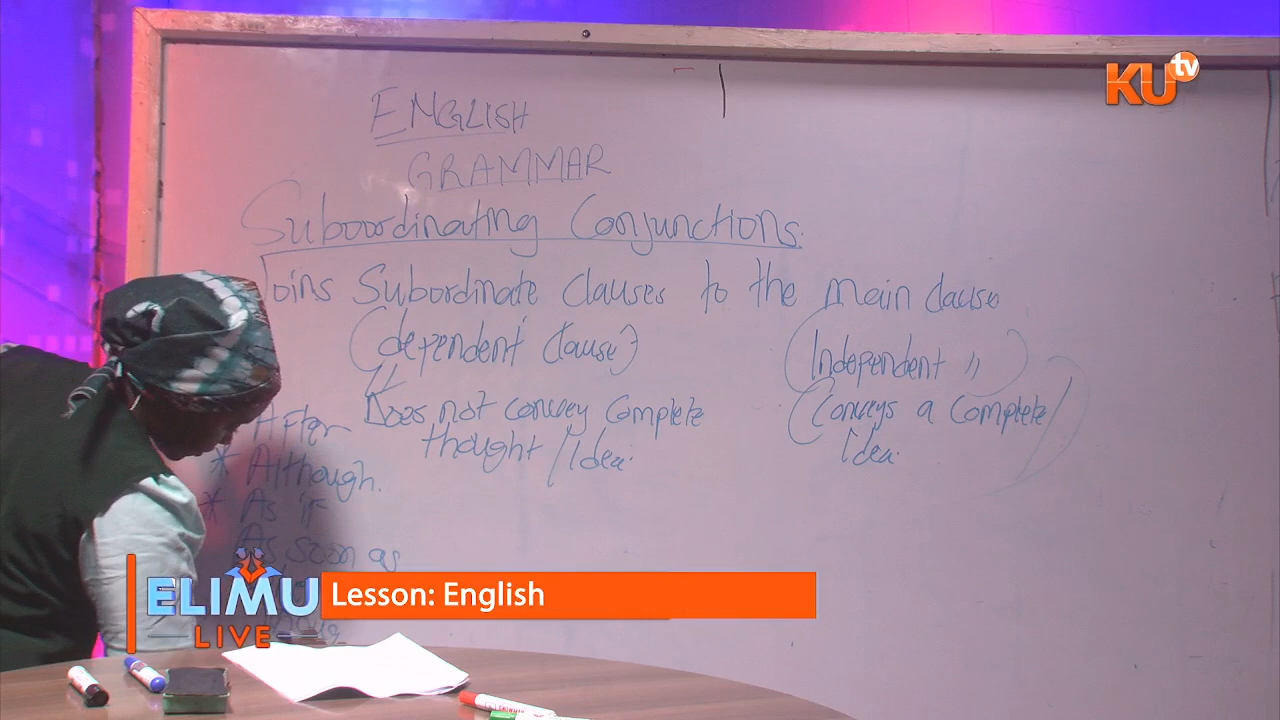 KU tv
ENGLISH
GRAMMAR
Subordinating Conjunctions.
Joins Subordinate Clauses to the main clause
(dependent clause) (Independent ")
Does not convey Complete (Conveys a Complete
thought / Idea. Idea.
After
* Although.
* As if
As soon as
ELIMU
LIVE
Lesson: English